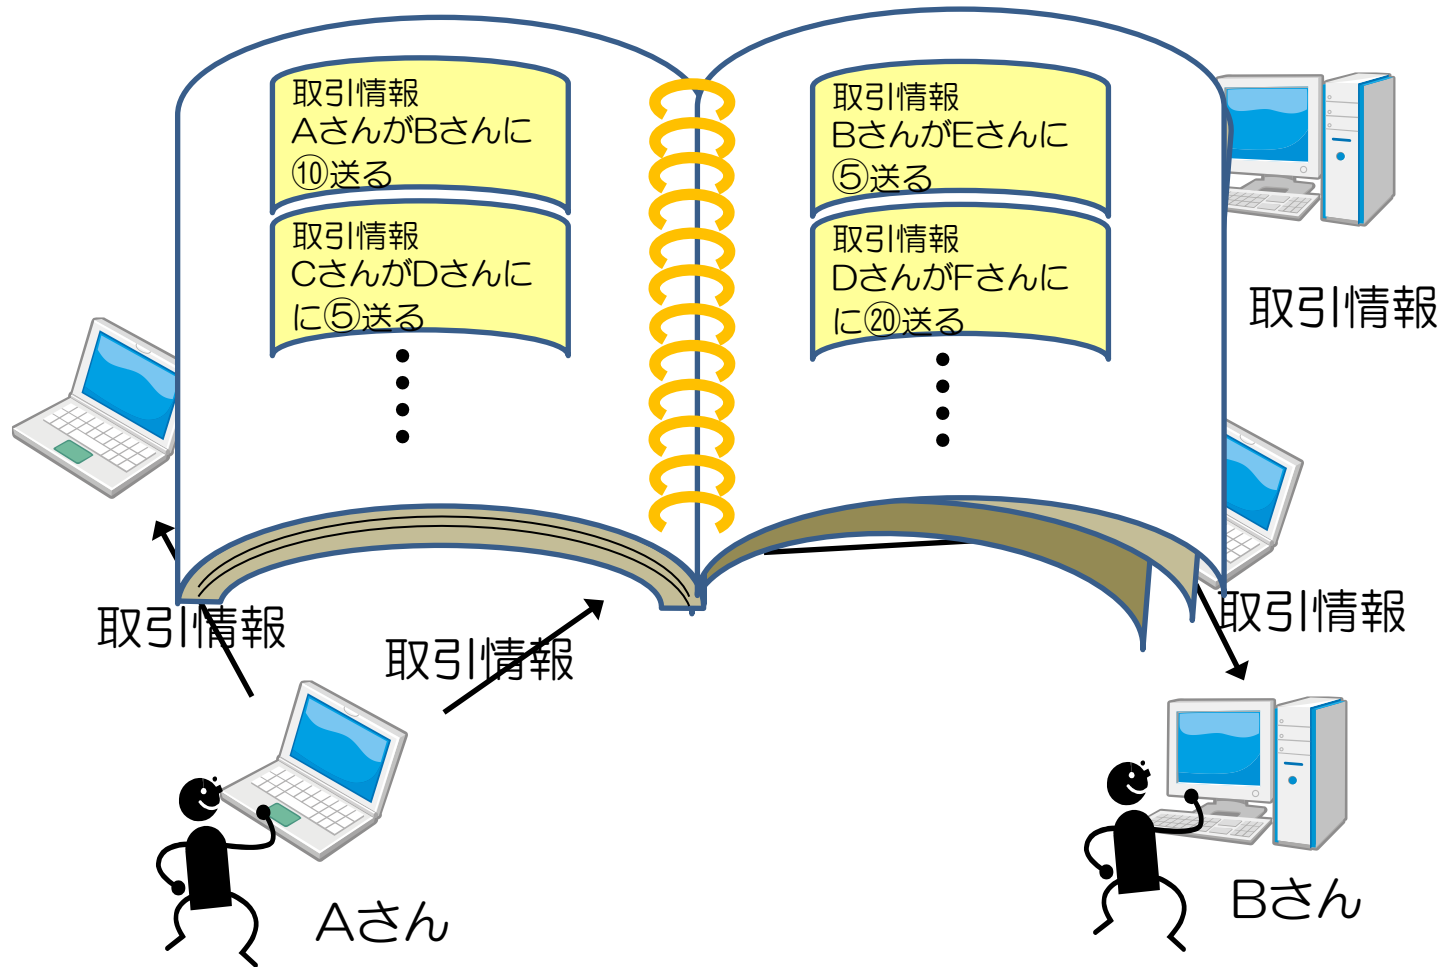 取引情報
AさんがBさんに
⑩送る
取引情報
CさんがDさんに
に⑤送る
取引情報
BさんがEさんに
⑤送る
取引情報
DさんがFさんに
に⑳送る
取引情報
取引情報
取引情報
取引情報
Aさん
Bさん